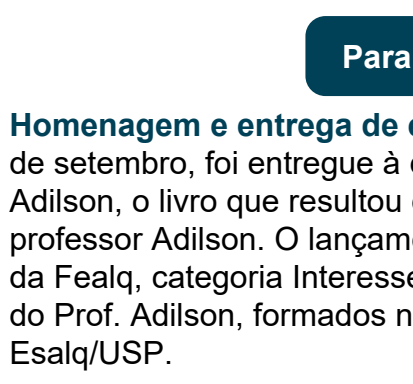 Para
Homenagem e entrega de
de setembro, foi entregue à
Adilson, o livro que resultou
professor Adilson. O lançam
da Fealq, categoria Interesse
do Prof. Adilson, formados n
Esalq/USP.